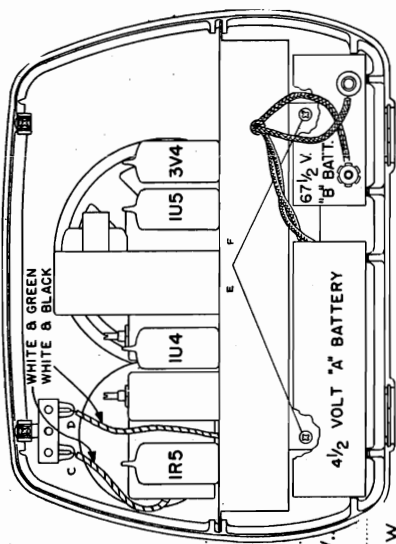 WHITE & GREEN
WHITE & BLACK
C
D
1R5
1U4
1U5
3V4
E
F
4½ VOLT "A" BATTERY
67½ V.
"B" BATT.
V.
W